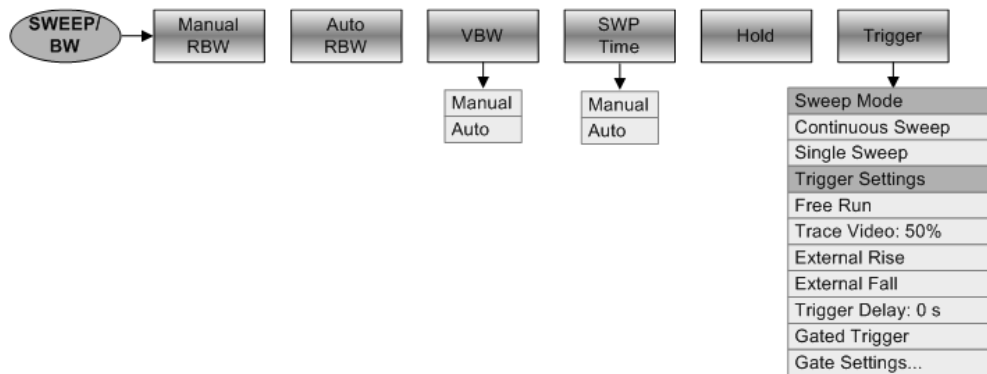 SWEEP/
BW
Manual
RBW
Auto
RBW
VBW
SWP
Time
Hold
Trigger
Manual
Auto
Manual
Auto
Sweep Mode
Continuous Sweep
Single Sweep
Trigger Settings
Free Run
Trace Video: 50%
External Rise
External Fall
Trigger Delay: 0 s
Gated Trigger
Gate Settings...